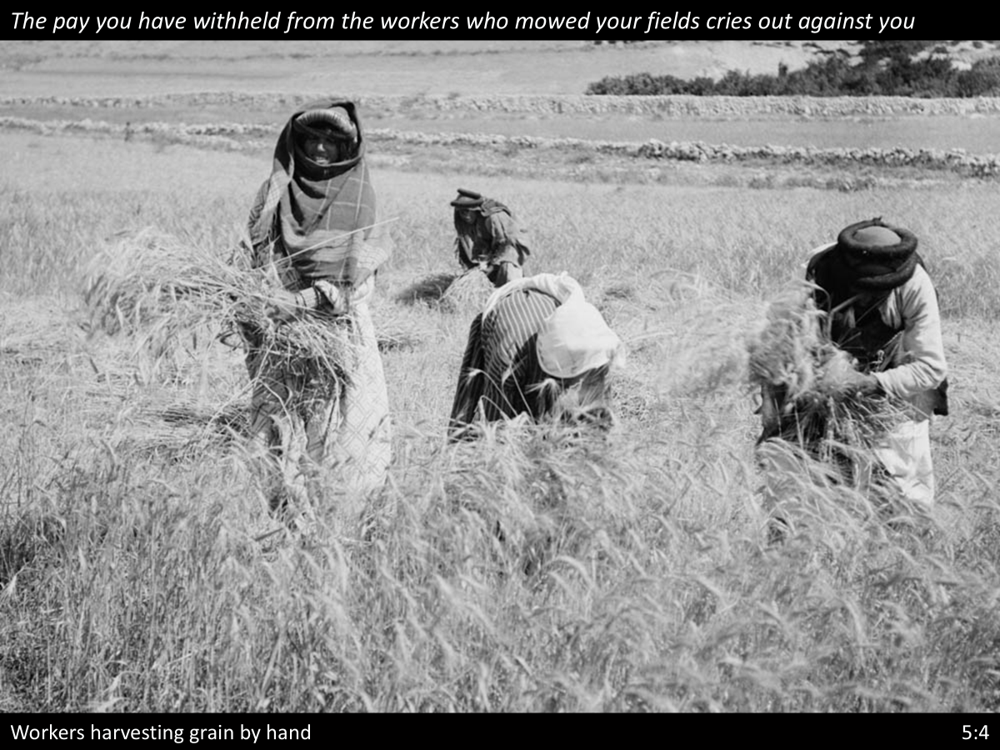 The pay you have withheld from the workers who mowed your fields cries out against you
Workers harvesting grain by hand
5:4